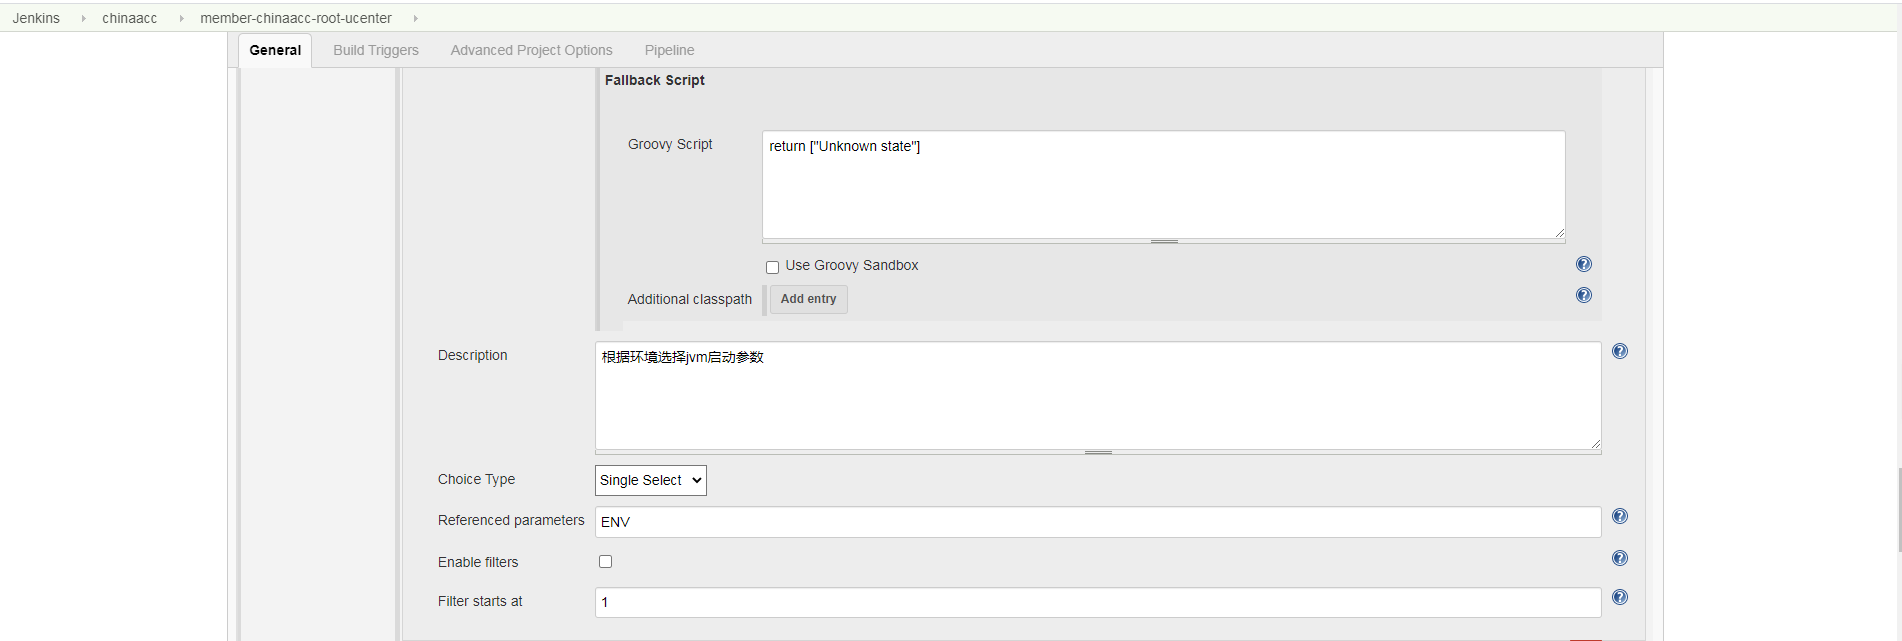 Jenkins chinaacc member-chinaacc-root-ucenter
General Build Triggers Advanced Project Options Pipeline
Fallback Script
Groovy Script return ["Unknown state"]
Use Groovy Sandbox
Additional classpath Add entry
Description 根据环境选择jvm启动参数
Choice Type Single Select
Referenced parameters ENV
Enable filters
Filter starts at 1